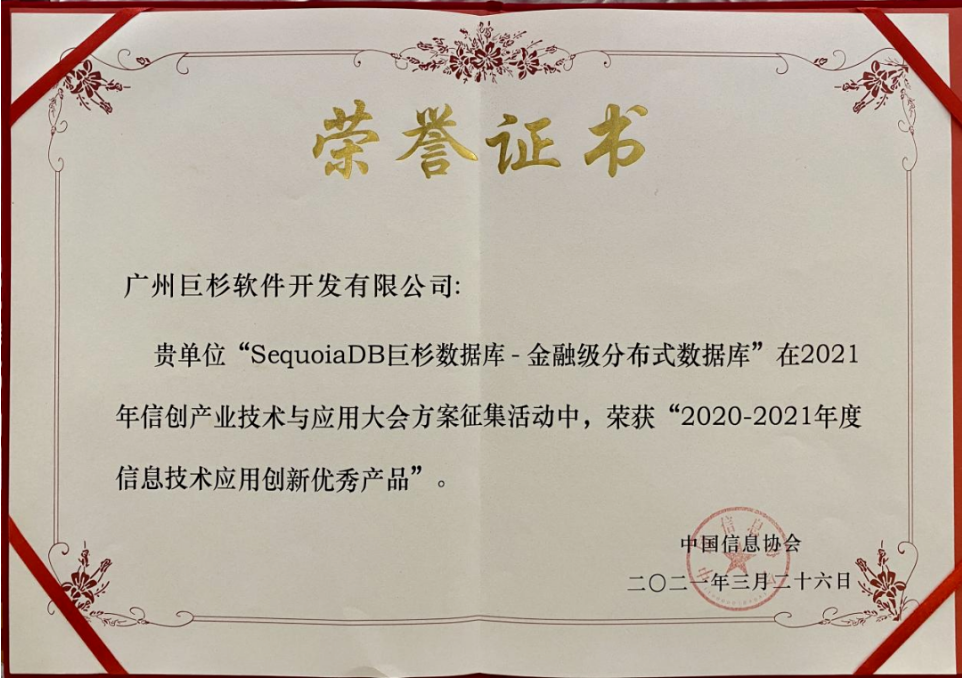 荣誉证书
广州巨杉软件开发有限公司:
贵单位“SequoiaDB巨杉数据库-金融级分布式数据库”在2021
年信创产业技术与应用大会方案征集活动中，荣获“2020-2021年度
信息技术应用创新优秀产品”。
中国信息协会
二〇二一年三月二十六日